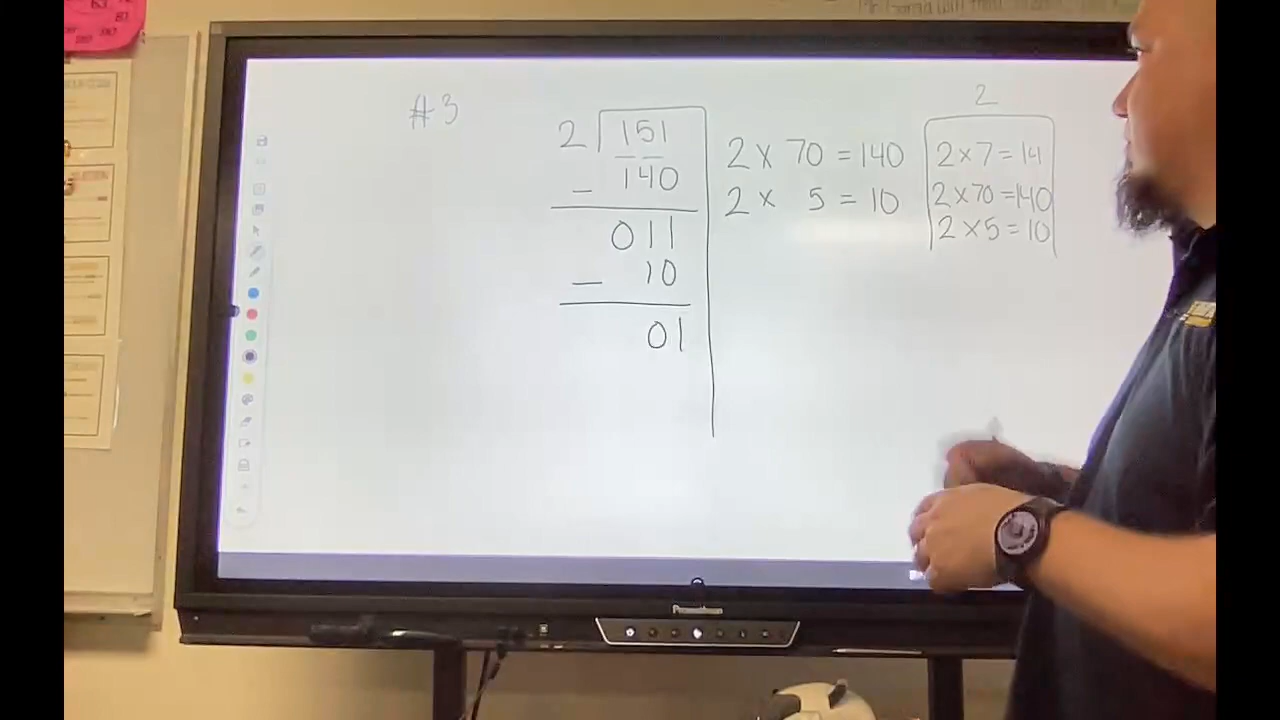 #3
2 151
- 140
011
- 10
01
2 x 70 = 140
2 x 5 = 10
2
2 x 7 = 14
2 x 70 = 140
2 x 5 = 10